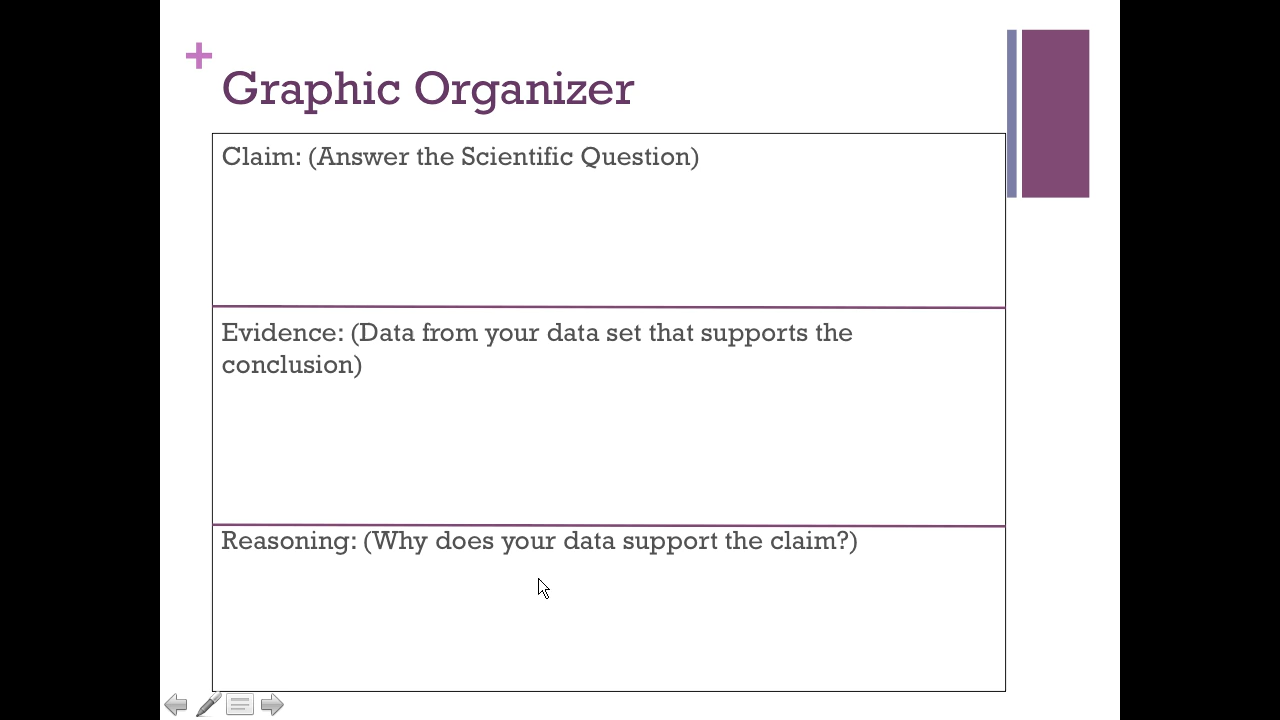 +
Graphic Organizer
Claim: (Answer the Scientific Question)
Evidence: (Data from your data set that supports the
conclusion)
Reasoning: (Why does your data support the claim?)